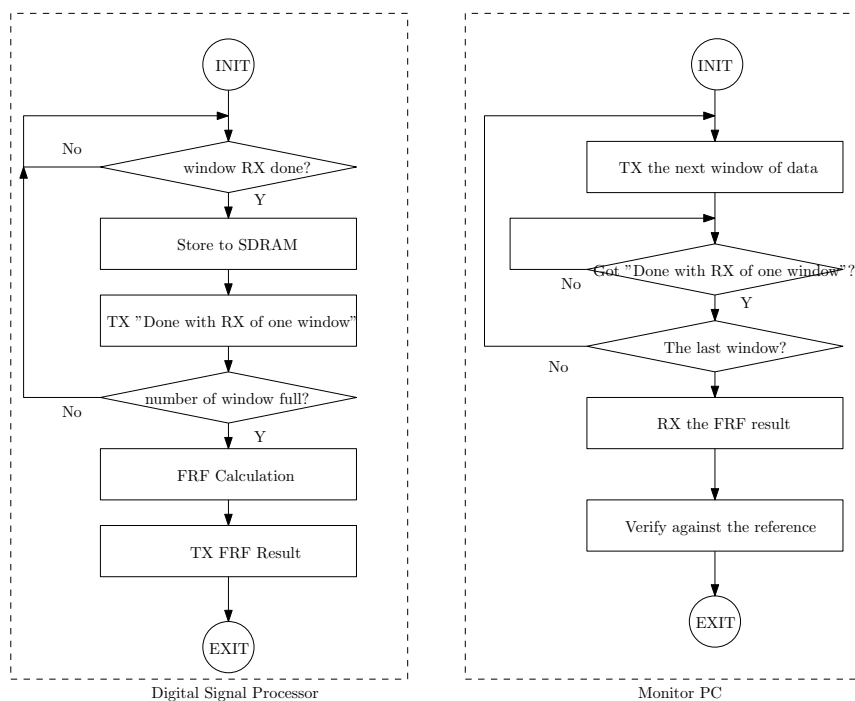 INIT
No
window RX done?
Y
Store to SDRAM
TX "Done with RX of one window"
number of window full?
No
Y
FRF Calculation
TX FRF Result
EXIT
Digital Signal Processor
INIT
TX the next window of data
Got "Done with RX of one window"?
No
Y
The last window?
No
RX the FRF result
Verify against the reference
EXIT
Monitor PC